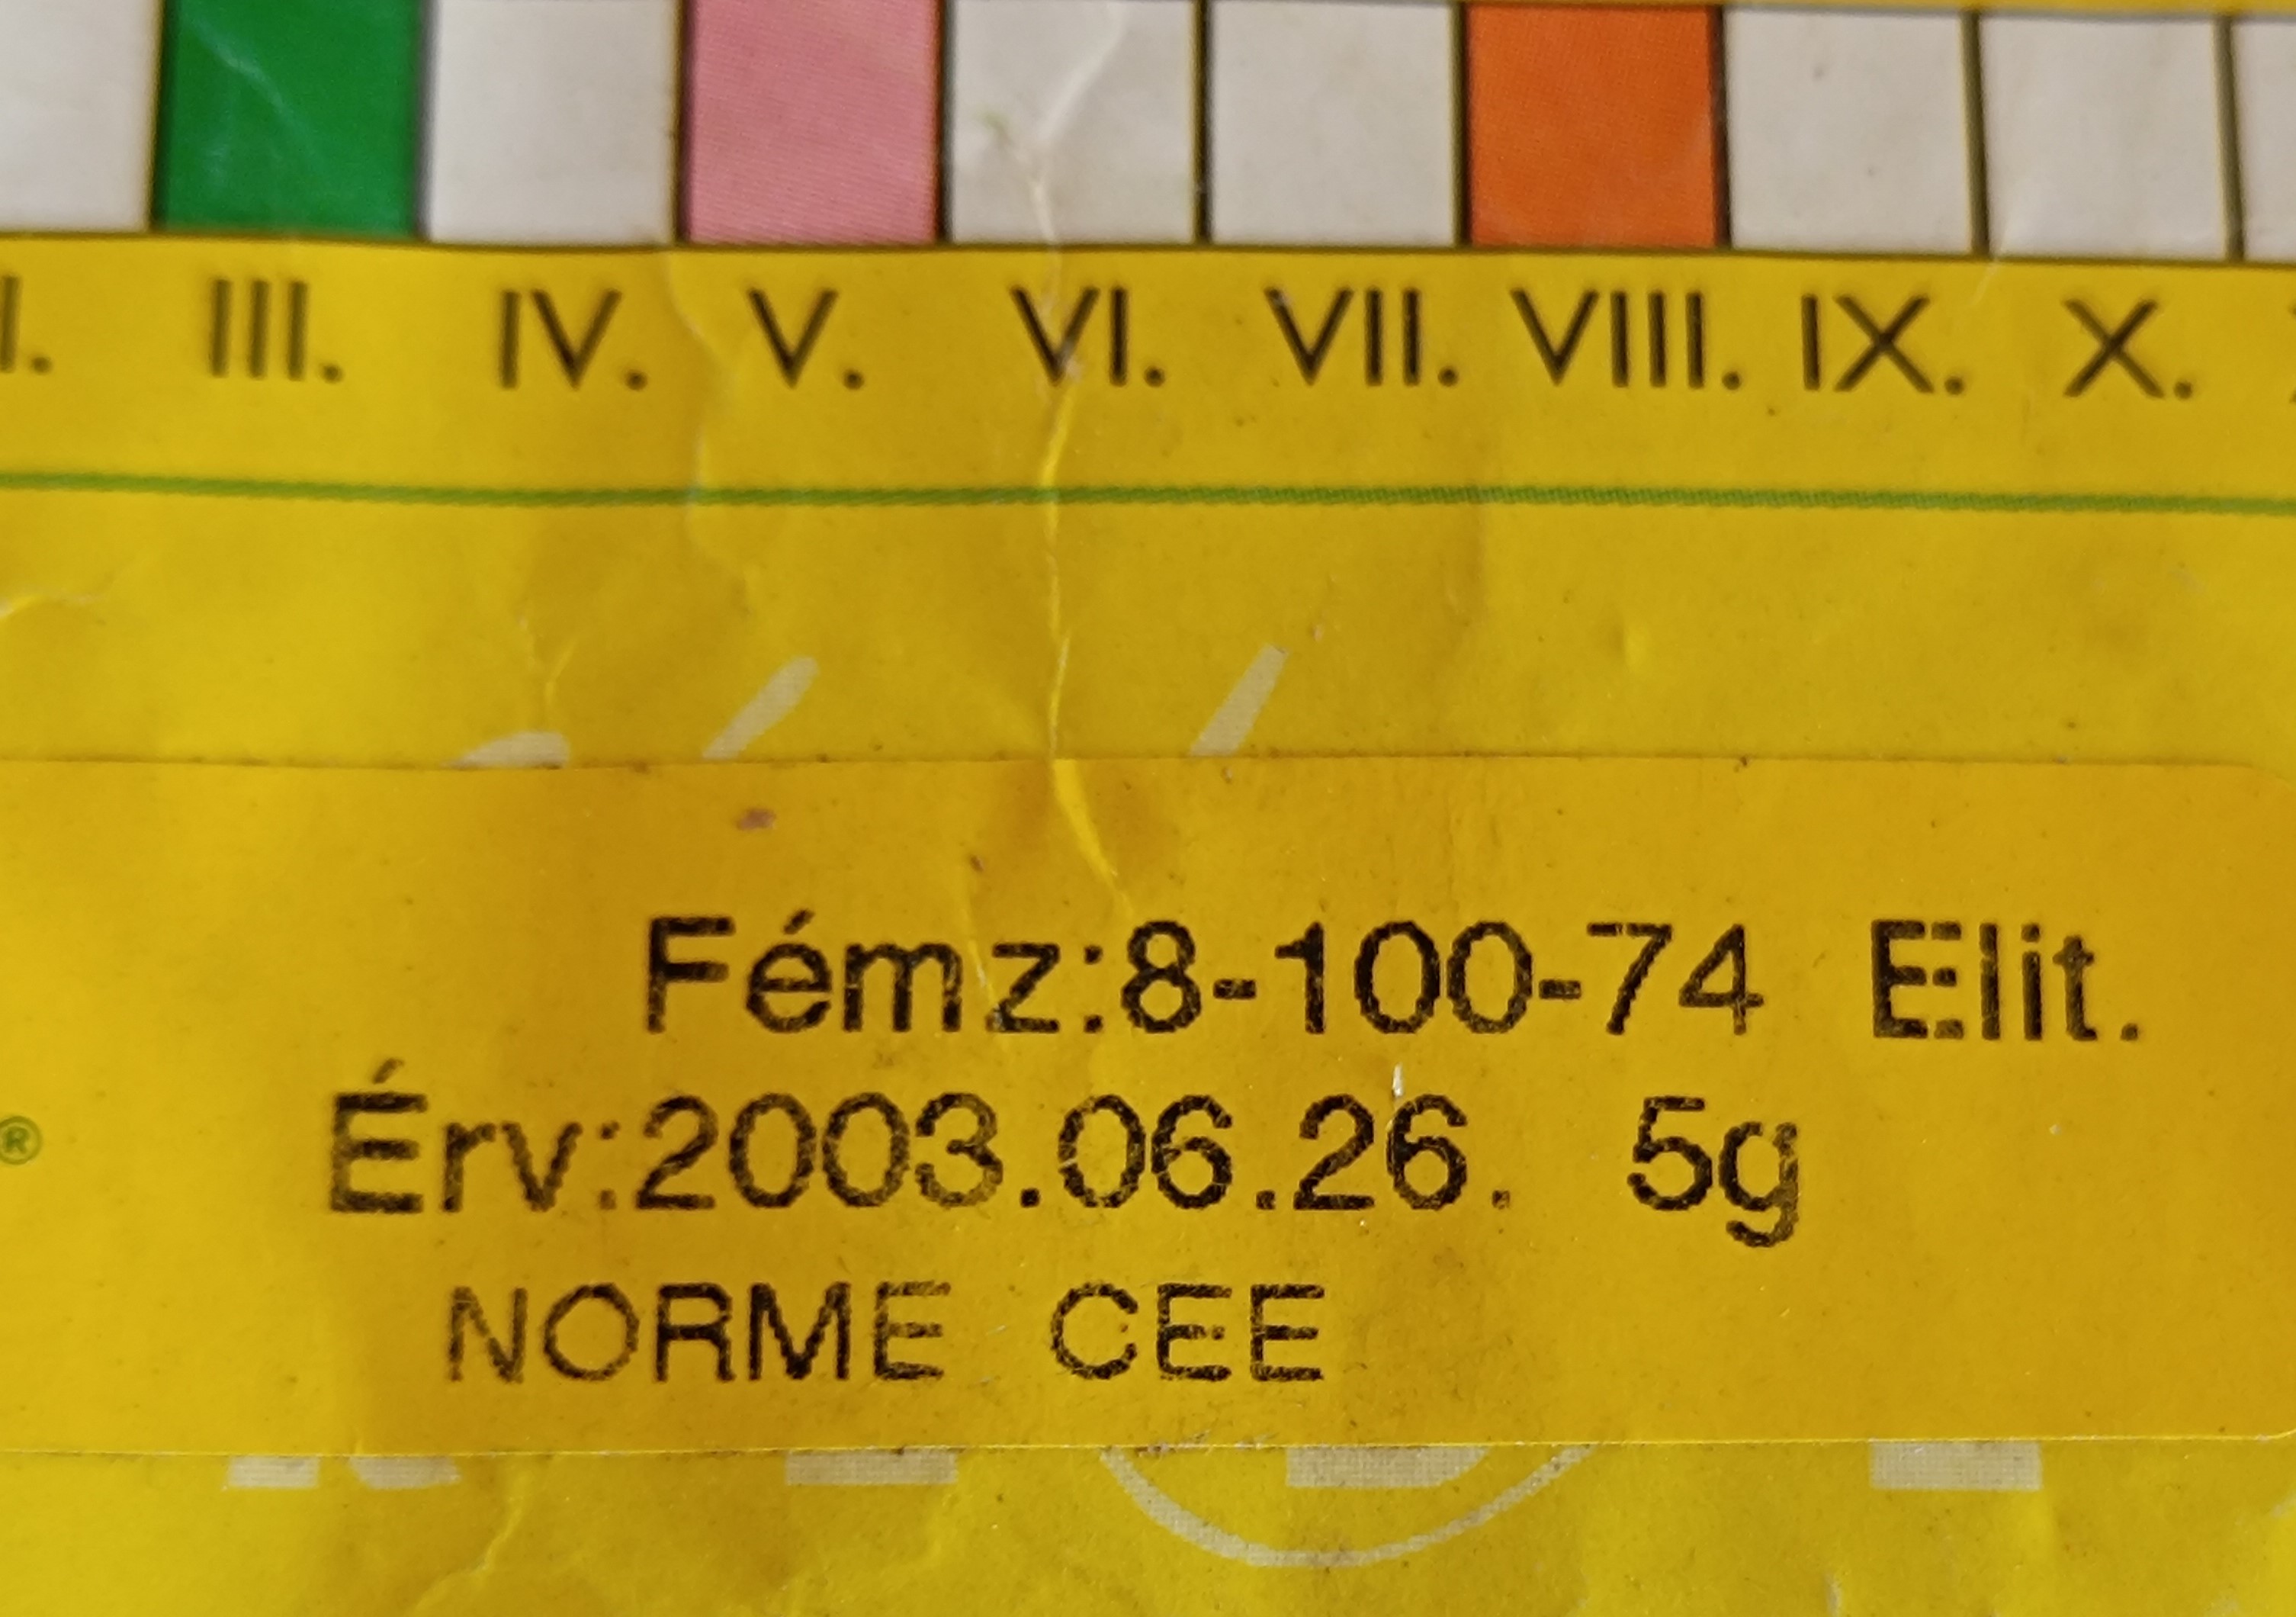 III. IV. V. VI. VII. VIII. IX. X.
Fémz:8-100-74 Elit.
®
Érv:2003.06.26. 5g
NORME CEE